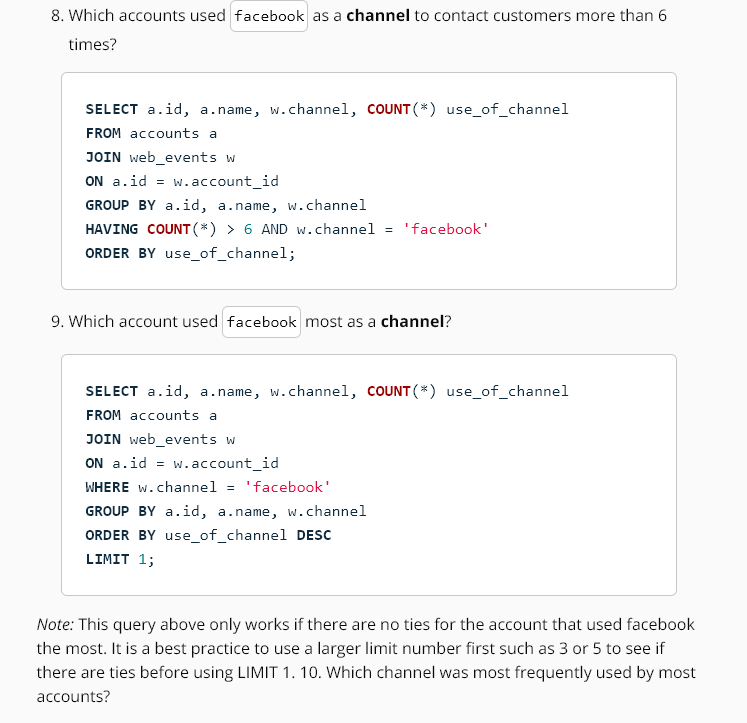 8. Which accounts used facebook as a channel to contact customers more than 6
times?
SELECT a.id, a.name, w.channel, COUNT(*) use_of_channel
FROM accounts a
JOIN web_events w
ON a.id = w.account_id
GROUP BY a.id, a.name, w.channel
HAVING COUNT(*) > 6 AND w.channel = 'facebook'
ORDER BY use_of_channel;
9. Which account used facebook most as a channel?
SELECT a.id, a.name, w.channel, COUNT(*) use_of_channel
FROM accounts a
JOIN web_events w
ON a.id = w.account_id
WHERE w.channel = 'facebook'
GROUP BY a.id, a.name, w.channel
ORDER BY use_of_channel DESC
LIMIT 1;
Note: This query above only works if there are no ties for the account that used facebook
the most. It is a best practice to use a larger limit number first such as 3 or 5 to see if
there are ties before using LIMIT 1. 10. Which channel was most frequently used by most
accounts?